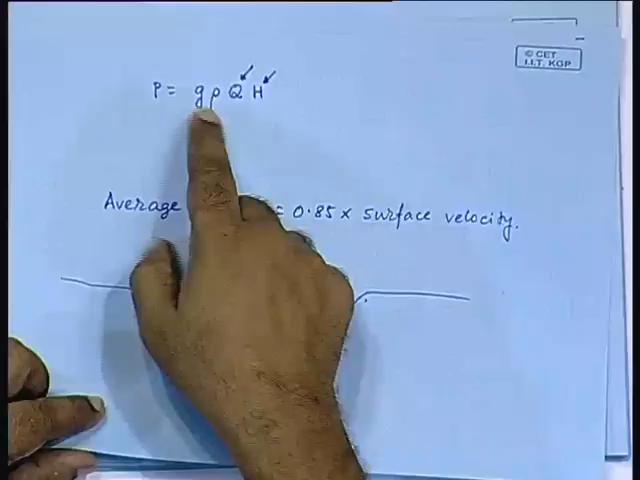 © CET
I.I.T. KGP
P = gρQH
Average = 0.85 x surface velocity.